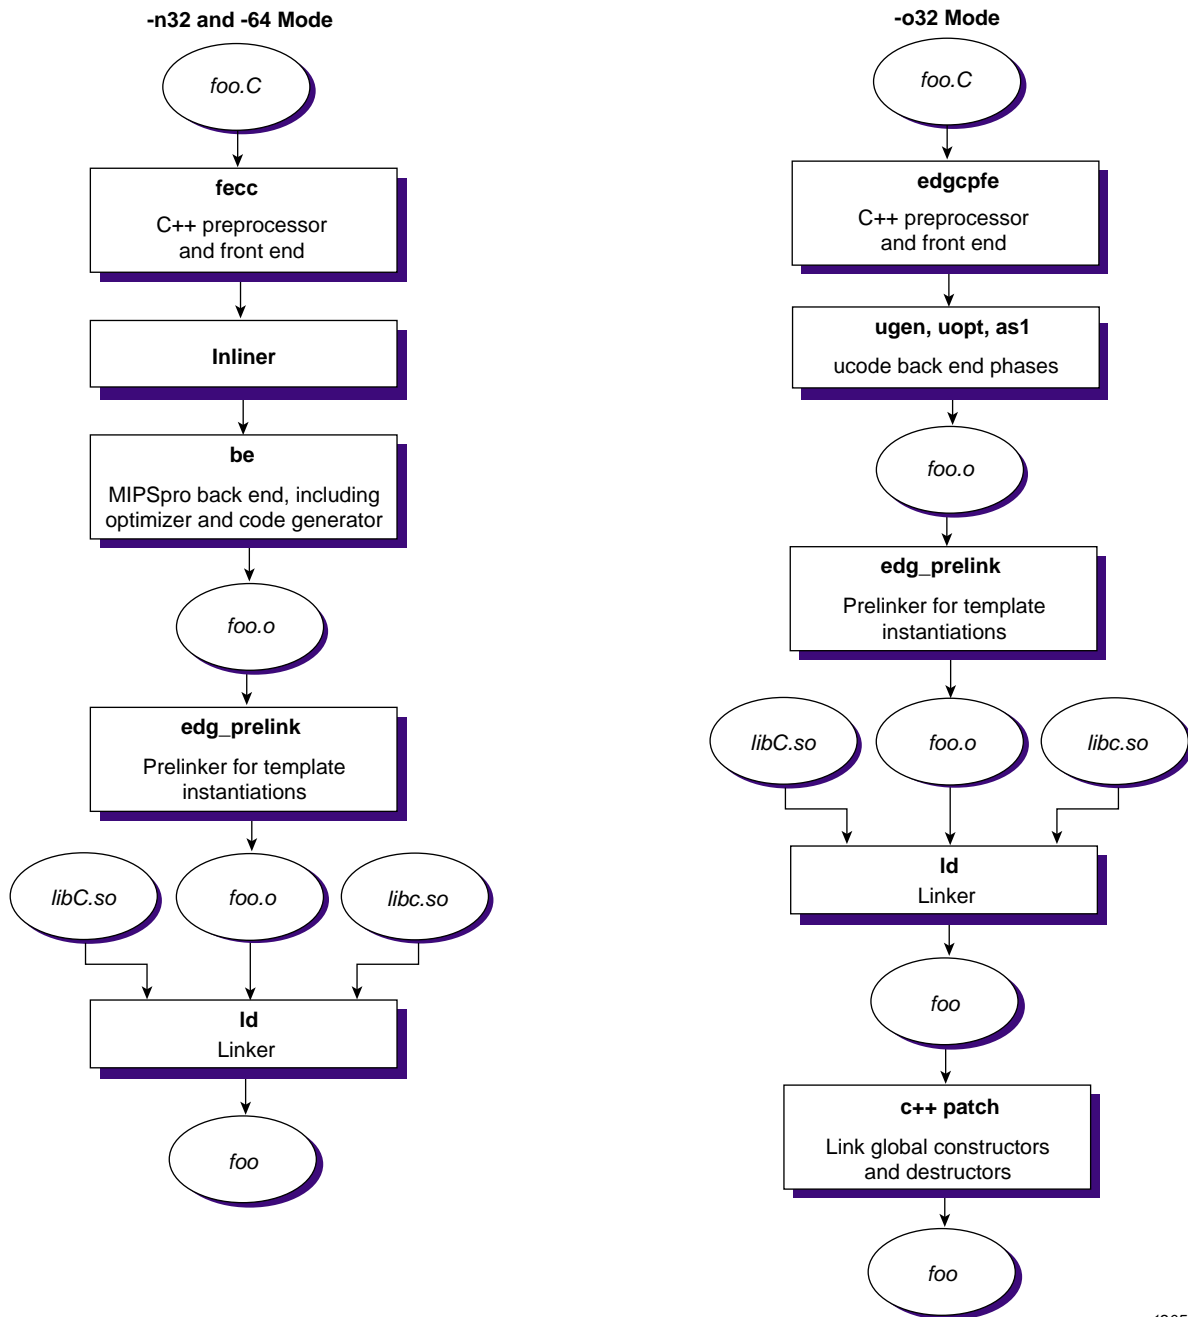 -n32 and -64 Mode
foo.C
fecc
C++ preprocessor
and front end
Inliner
be
MIPSpro back end, including
optimizer and code generator
foo.o
edg_prelink
Prelinker for template
instantiations
libC.so
foo.o
libc.so
ld
Linker
foo
-o32 Mode
foo.C
edgcpfe
C++ preprocessor
and front end
ugen, uopt, as1
ucode back end phases
foo.o
edg_prelink
Prelinker for template
instantiations
libC.so
foo.o
libc.so
ld
Linker
foo
c++ patch
Link global constructors
and destructors
foo